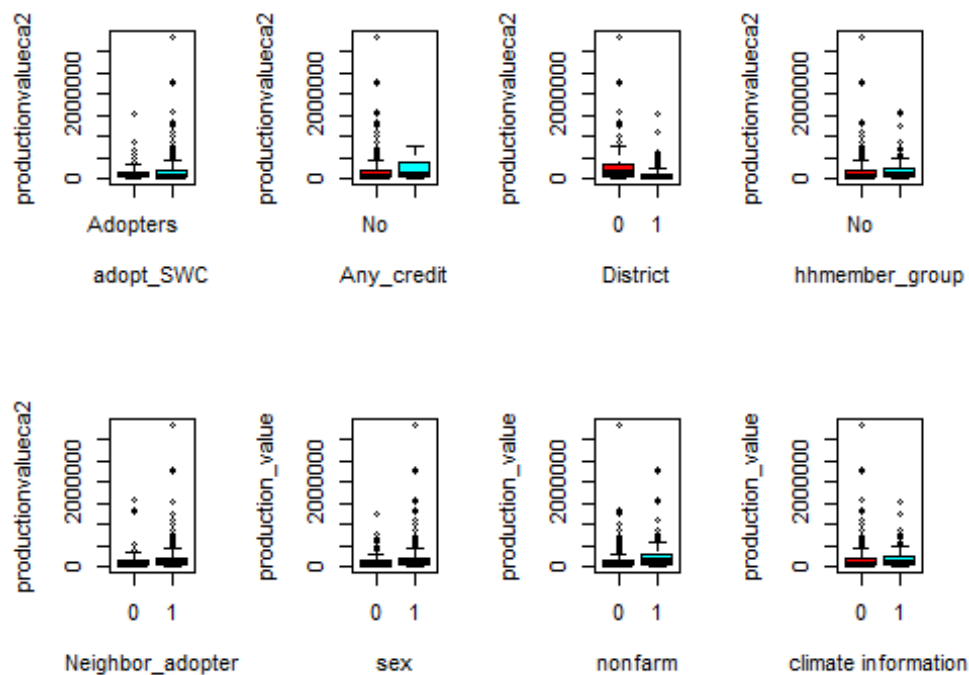 productionvalueca2
2000000
0
Adopters
adopt_SWC
productionvalueca2
2000000
0
No
Any_credit
productionvalueca2
2000000
0
0 1
District
productionvalueca2
2000000
0
No
hhmember_group
productionvalueca2
2000000
0
0 1
Neighbor_adopter
production_value
2000000
0
0 1
sex
production_value
2000000
0
0 1
nonfarm
production_value
2000000
0
0 1
climate information